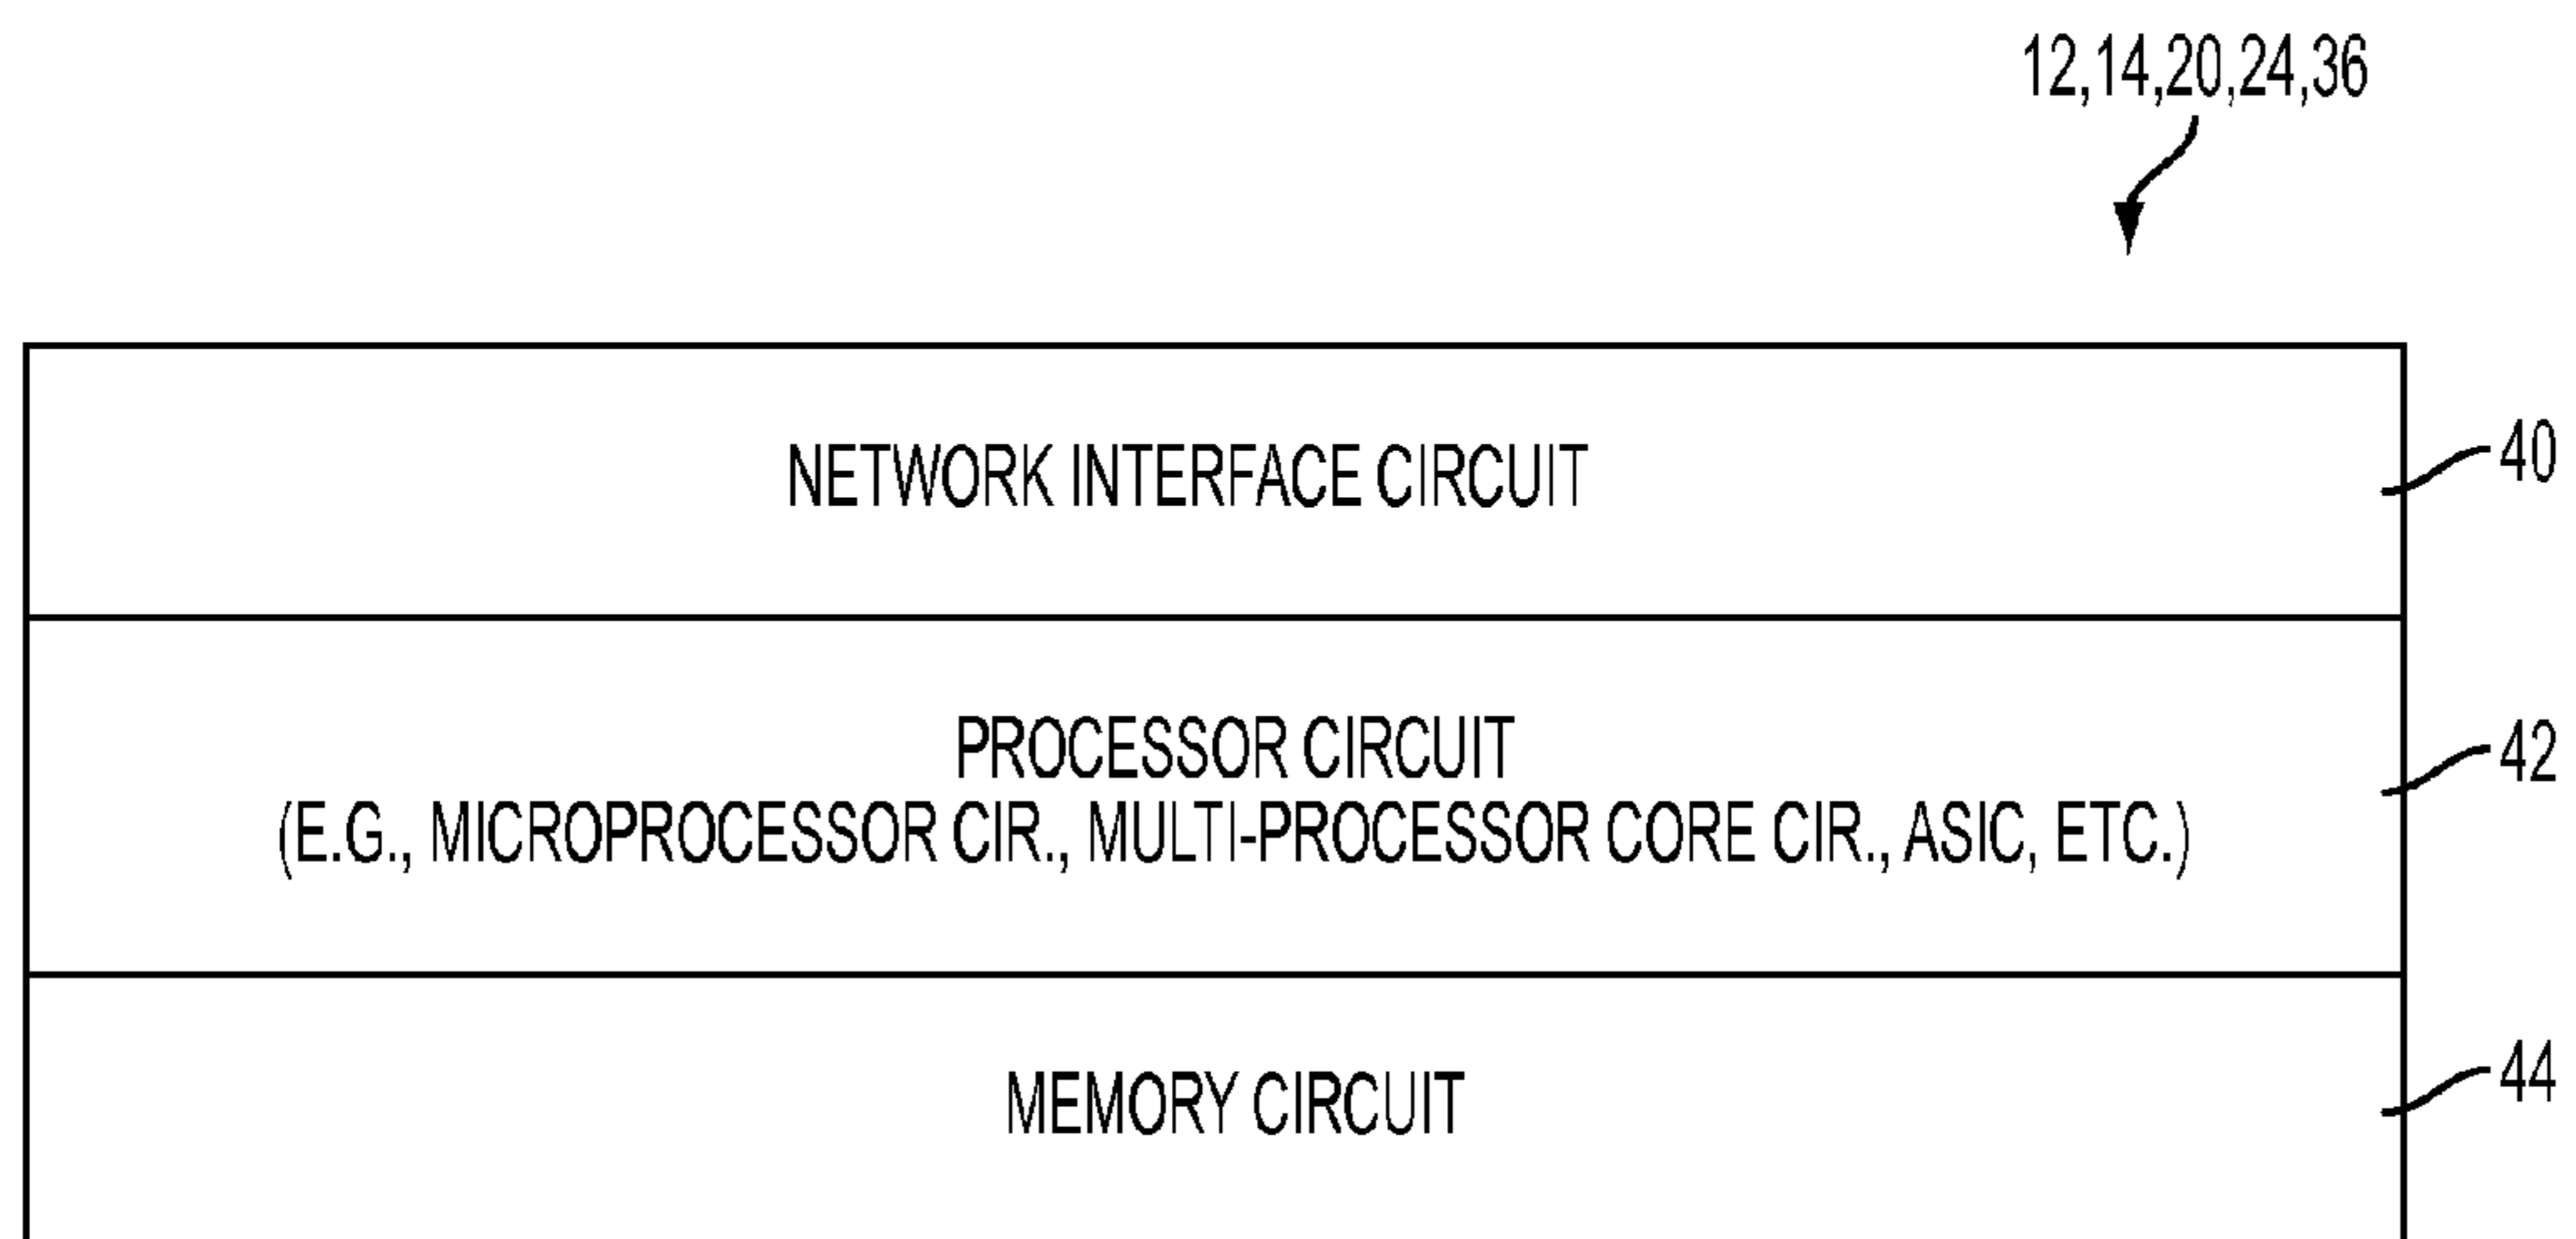 12,14,20,24,36
NETWORK INTERFACE CIRCUIT
40
PROCESSOR CIRCUIT
(E.G., MICROPROCESSOR CIR., MULTI-PROCESSOR CORE CIR., ASIC, ETC.)
42
MEMORY CIRCUIT
44